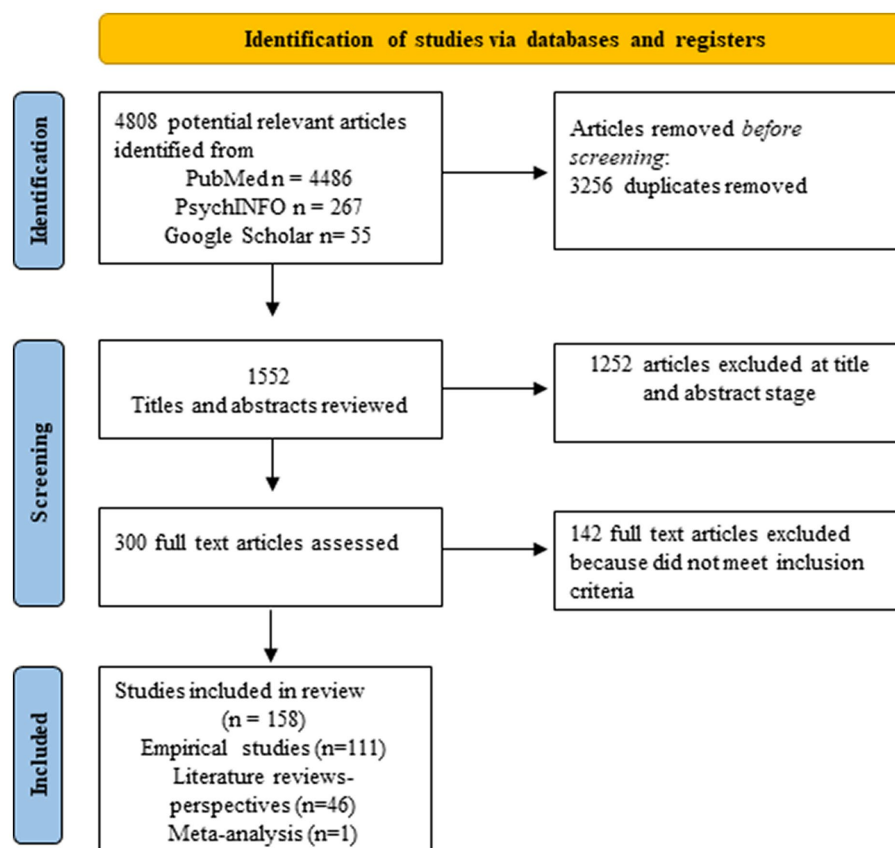 Identification of studies via databases and registers
Identification
4808 potential relevant articles
identified from
PubMed n = 4486
PsychINFO n = 267
Google Scholar n= 55
Articles removed before
screening:
3256 duplicates removed
Screening
1552
Titles and abstracts reviewed
1252 articles excluded at title
and abstract stage
300 full text articles assessed
142 full text articles excluded
because did not meet inclusion
criteria
Included
Studies included in review
(n = 158)
Empirical studies (n=111)
Literature reviews-
perspectives (n=46)
Meta-analysis (n=1)